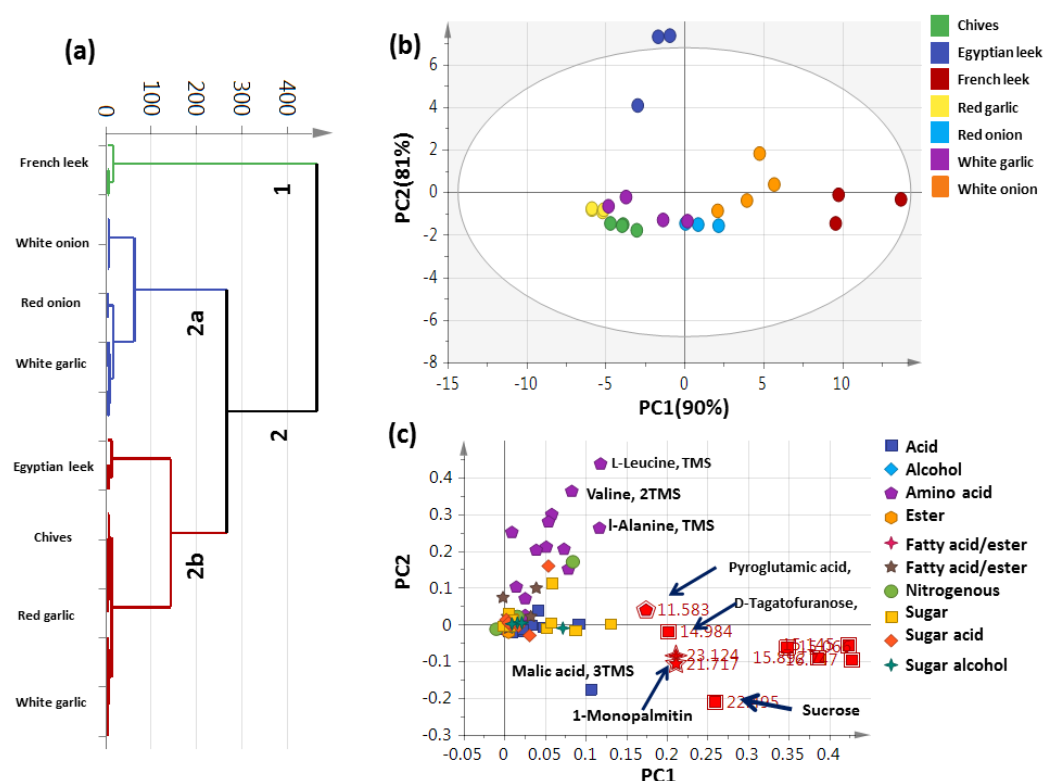 (a)
0
100
200
300
400
French leek
White onion
Red onion
White garlic
Egyptian leek
Chives
Red garlic
White garlic
1
2a
2
2b
(b)
6
4
2
0
-2
-4
-6
-8
PC2(81%)
-15
-10
-5
0
5
10
PC1(90%)
Chives
Egyptian leek
French leek
Red garlic
Red onion
White garlic
White onion
(c)
0.4
0.3
0.2
0.1
0
-0.1
-0.2
-0.3
PC2
L-Leucine, TMS
Valine, 2TMS
l-Alanine, TMS
Pyroglutamic acid,
11.583
D-Tagatofuranose,
14.984
23.124
21.717
Malic acid, 3TMS
1-Monopalmitin
Sucrose
-0.05
0
0.05
0.1
0.15
0.2
0.25
0.3
0.35
0.4
PC1
Acid
Alcohol
Amino acid
Ester
Fatty acid/ester
Fatty acid/ester
Nitrogenous
Sugar
Sugar acid
Sugar alcohol